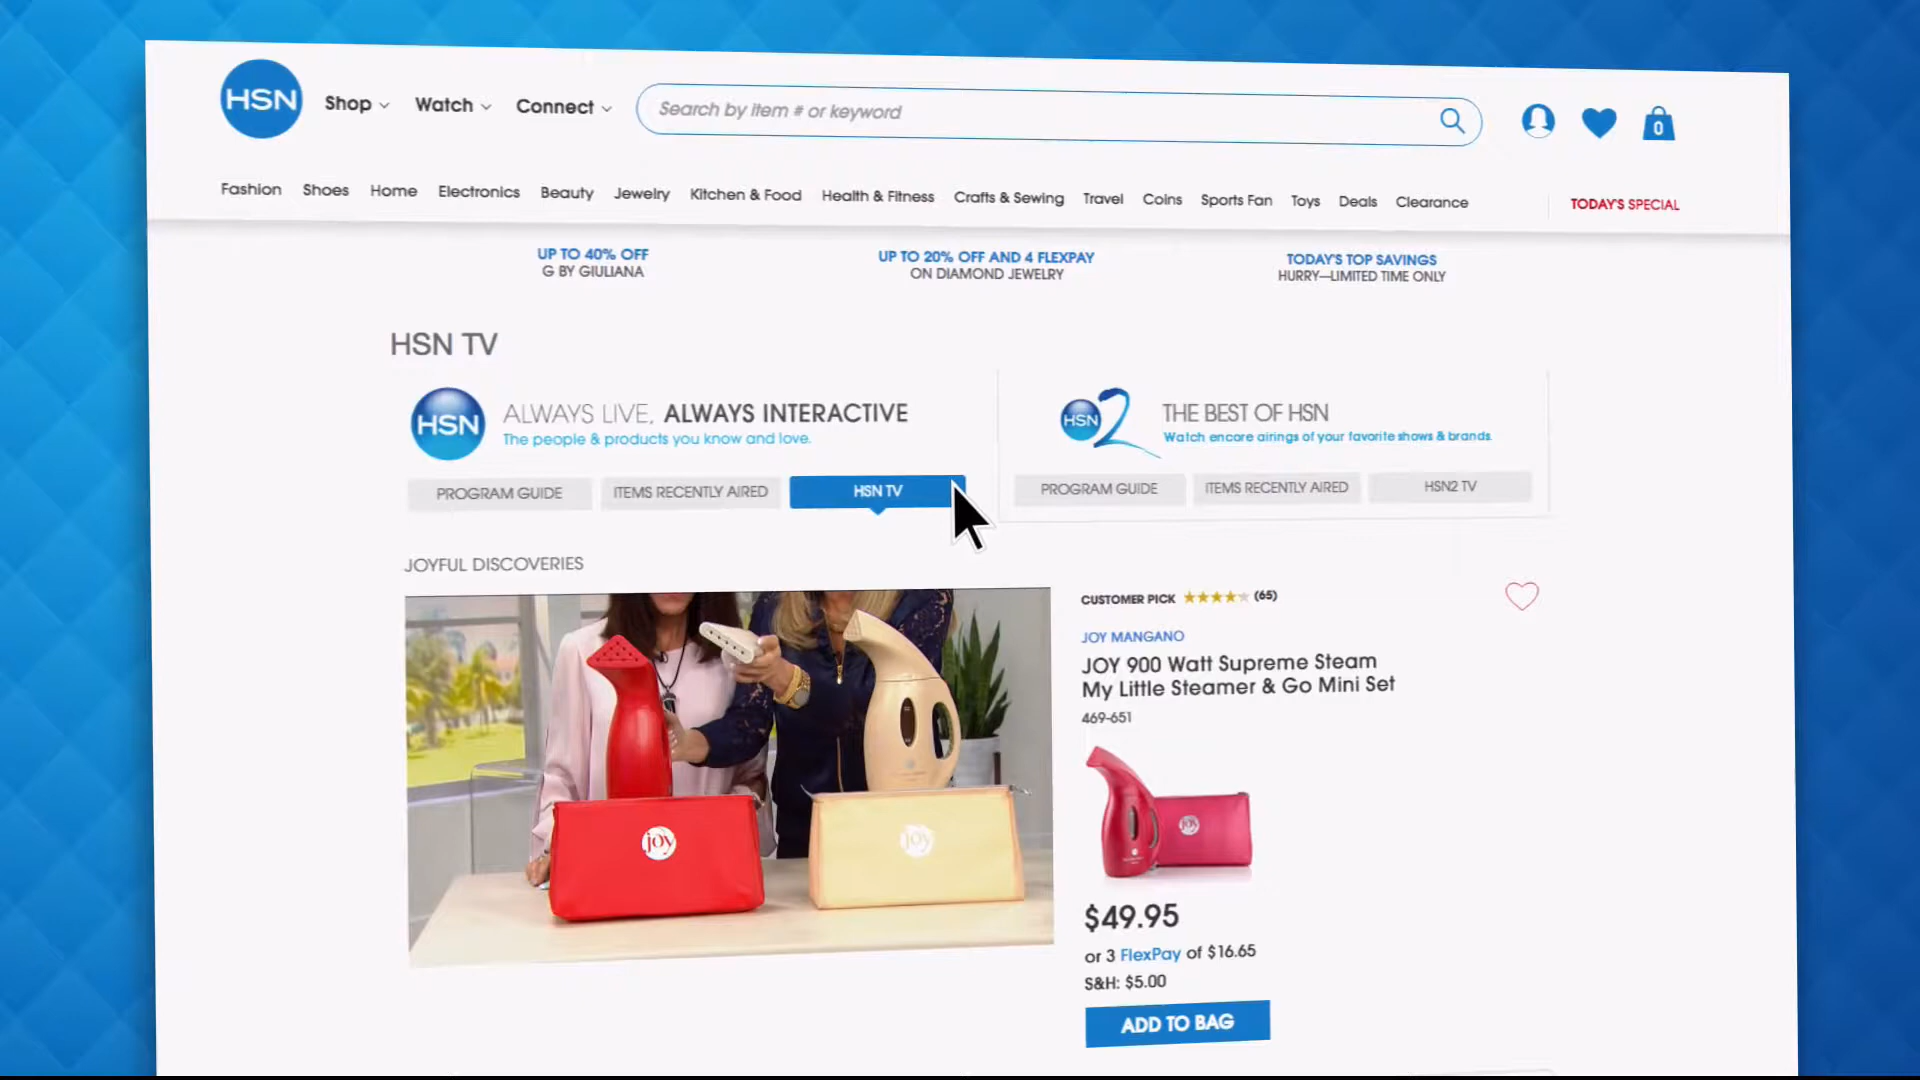 HSN
Shop
Watch
Connect
Search by item # or keyword
0
Fashion
Shoes
Home
Electronics
Beauty
Jewelry
Kitchen & Food
Health & Fitness
Crafts & Sewing
Travel
Coins
Sports Fan
Toys
Deals
Clearance
TODAY'S SPECIAL
UP TO 40% OFF
G BY GIULIANA
UP TO 20% OFF AND 4 FLEXPAY
ON DIAMOND JEWELRY
TODAY'S TOP SAVINGS
HURRY—LIMITED TIME ONLY
HSN TV
HSN
ALWAYS LIVE, ALWAYS INTERACTIVE
The people & products you know and love.
PROGRAM GUIDE
ITEMS RECENTLY AIRED
HSN TV
HSN 2
THE BEST OF HSN
Watch encore airings of your favorite shows & brands.
PROGRAM GUIDE
ITEMS RECENTLY AIRED
HSN2 TV
JOYFUL DISCOVERIES
joy
joy
CUSTOMER PICK
(65)
JOY MANGANO
JOY 900 Watt Supreme Steam
My Little Steamer & Go Mini Set
469-651
joy
$49.95
or 3 FlexPay of $16.65
S&H: $5.00
ADD TO BAG